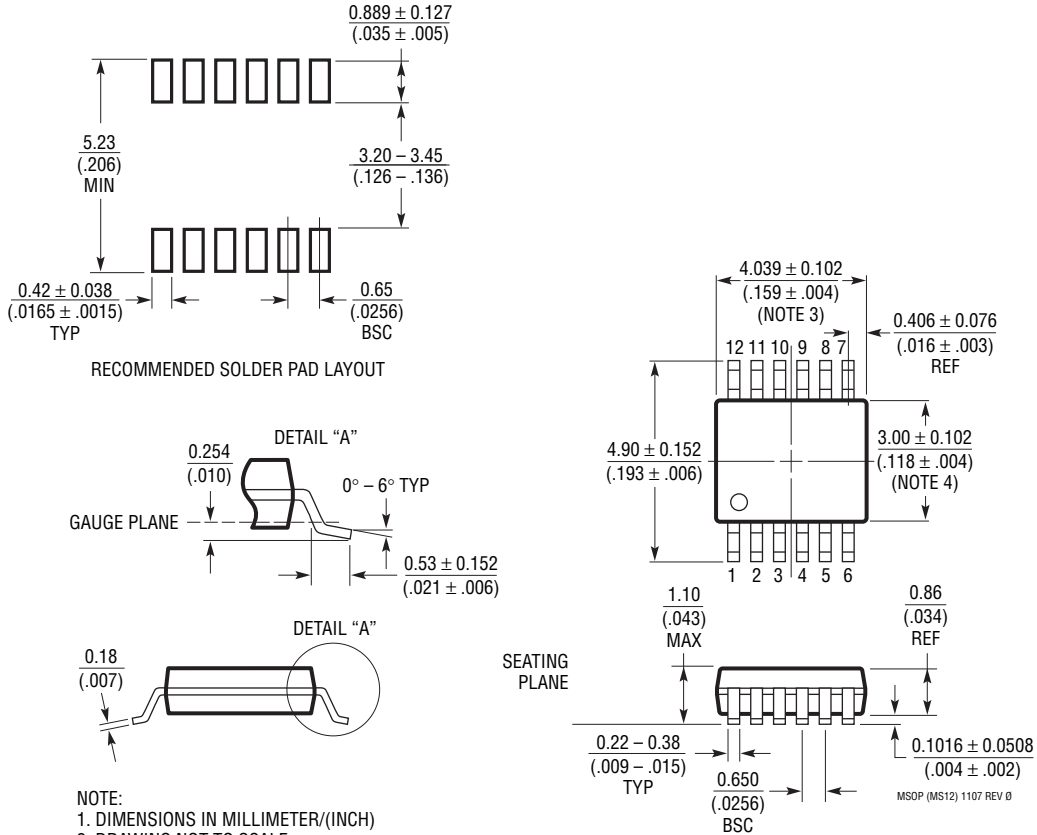 0.889 ± 0.127
(.035 ± .005)
5.23
(.206)
MIN
3.20 – 3.45
(.126 – .136)
0.42 ± 0.038
(.0165 ± .0015)
TYP
0.65
(.0256)
BSC
RECOMMENDED SOLDER PAD LAYOUT
4.039 ± 0.102
(.159 ± .004)
(NOTE 3)
0.406 ± 0.076
(.016 ± .003)
REF
12 11 10 9 8 7
4.90 ± 0.152
(.193 ± .006)
3.00 ± 0.102
(.118 ± .004)
(NOTE 4)
1 2 3 4 5 6
DETAIL “A”
0.254
(.010)
0° – 6° TYP
GAUGE PLANE
0.53 ± 0.152
(.021 ± .006)
DETAIL “A”
0.18
(.007)
SEATING
PLANE
1.10
(.043)
MAX
0.86
(.034)
REF
0.22 – 0.38
(.009 – .015)
TYP
0.650
(.0256)
BSC
0.1016 ± 0.0508
(.004 ± .002)
MSOP (MS12) 1107 REV Ø
NOTE:
1. DIMENSIONS IN MILLIMETER/(INCH)